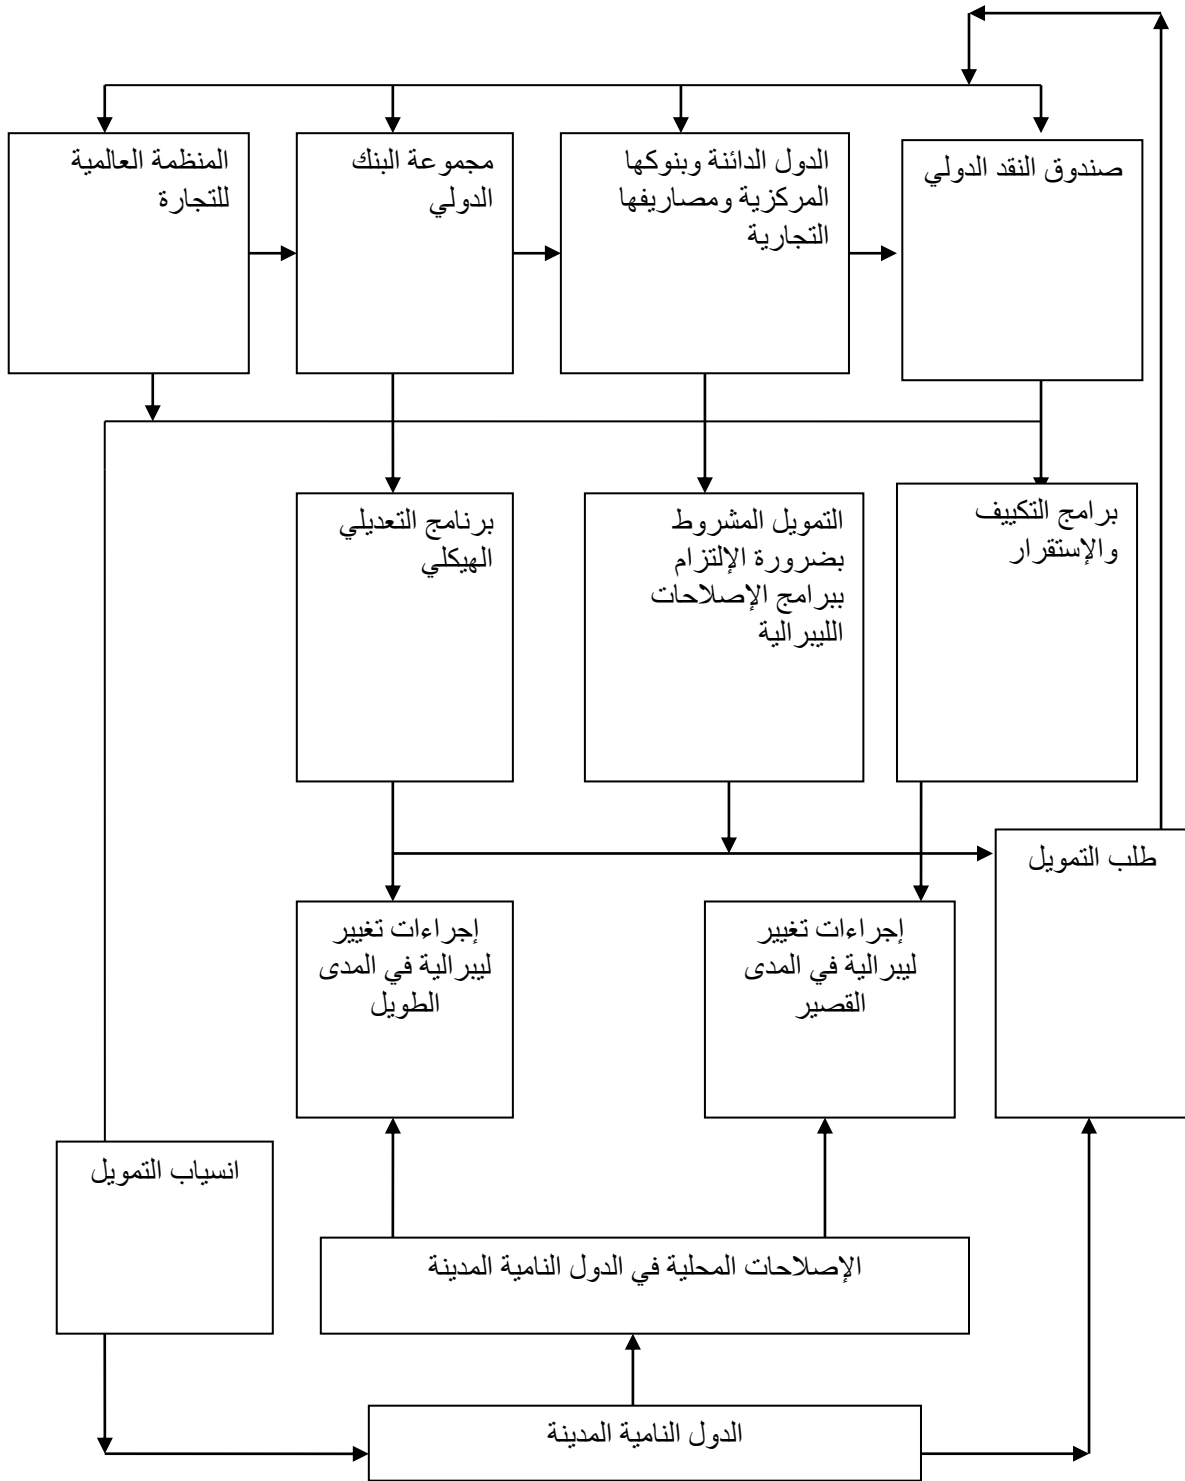 صندوق النقد الدولي
الدول الدائنة وبنوكها
المركزية ومصاريفها
التجارية
مجموعة البنك
الدولي
المنظمة العالمية
للتجارة
برامج التكييف
والإستقرار
التمويل المشروط
بضرورة الإلتزام
ببرامج الإصلاحات
الليبرالية
برنامج التعديلي
الهيكلي
طلب التمويل
إجراءات تغيير
ليبرالية في المدى
القصير
إجراءات تغيير
ليبرالية في المدى
الطويل
انسياب التمويل
الإصلاحات المحلية في الدول النامية المدينة
الدول النامية المدينة